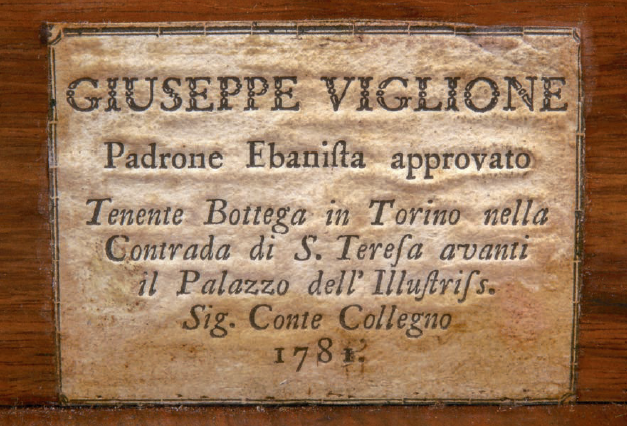 GIUSEPPE VIGLIONE
Padrone Ebaniſta approvato
Tenente Bottega in Torino nella
Contrada di S. Tereſa avanti
il Palazzo dell' Illuſtriſs.
Sig. Conte Collegno
1781.